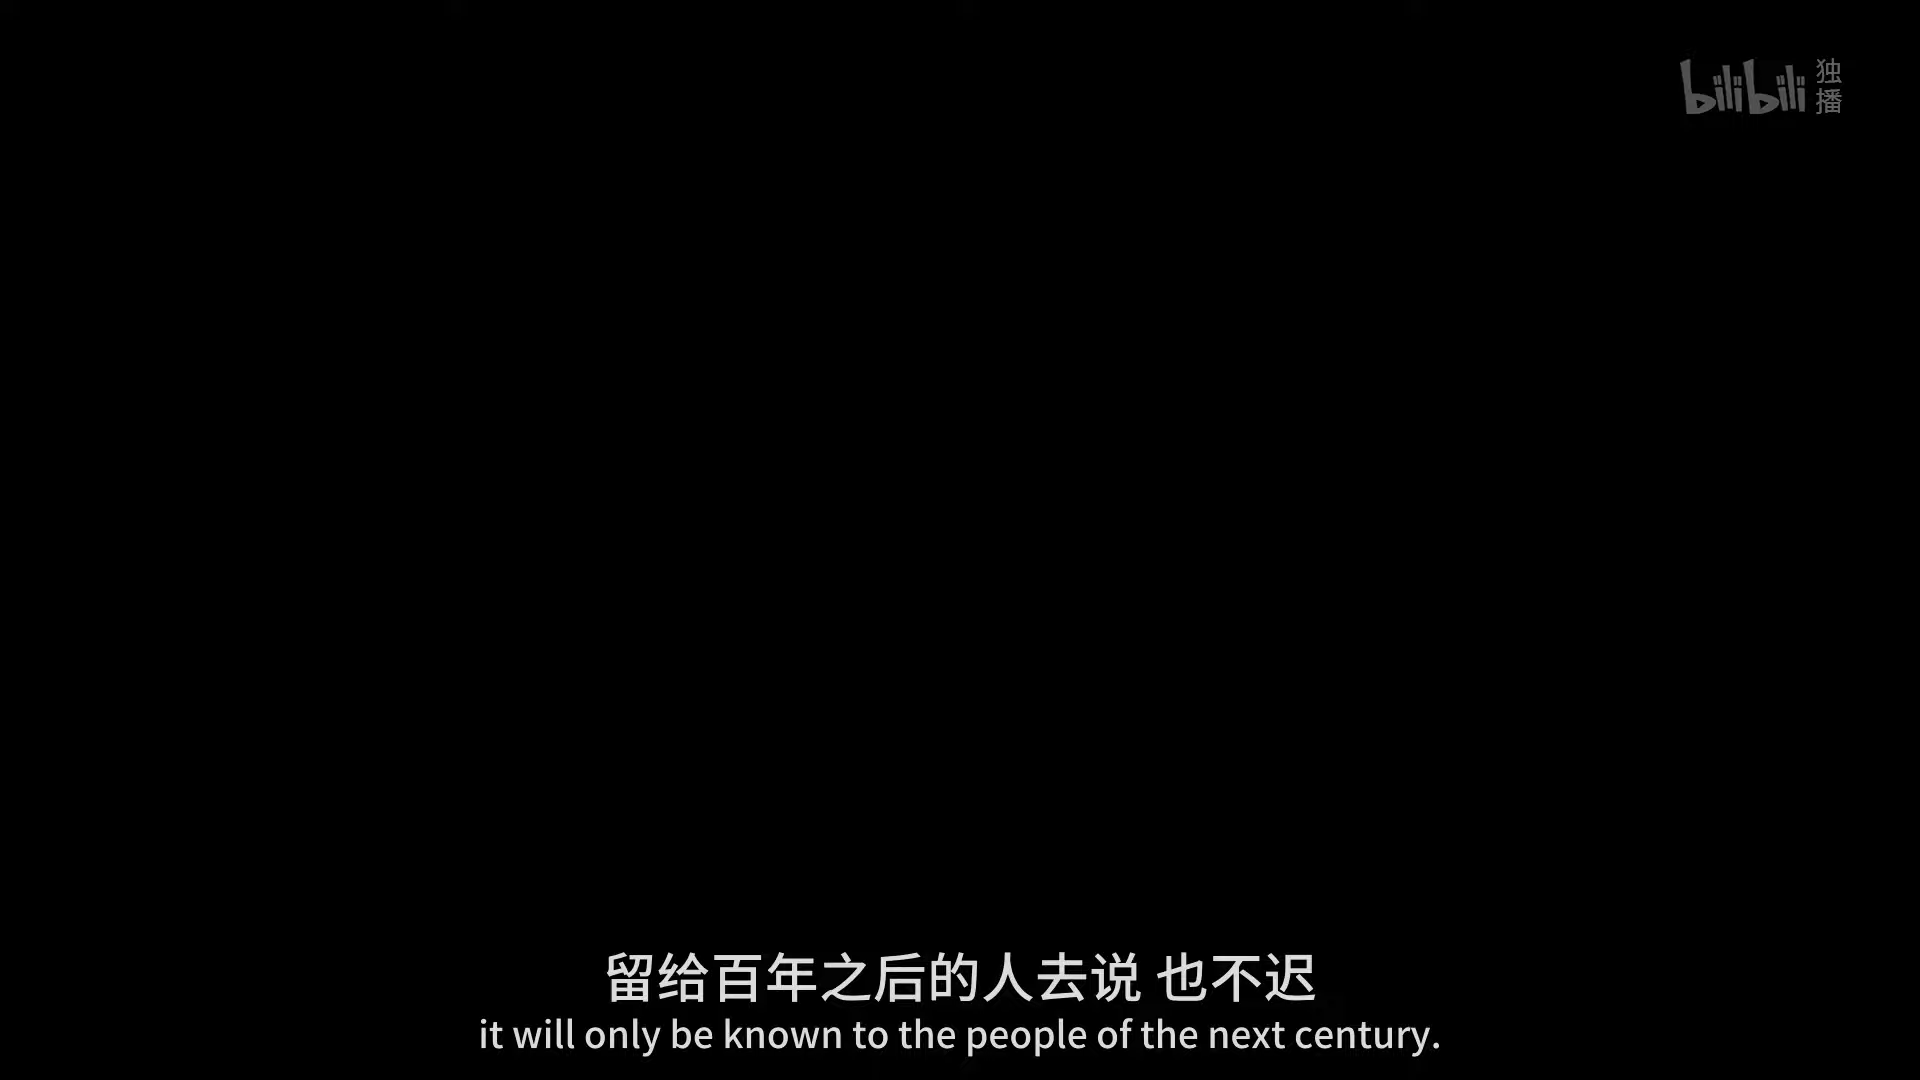 bilibili 独播
留给百年之后的人去说 也不迟
it will only be known to the people of the next century.